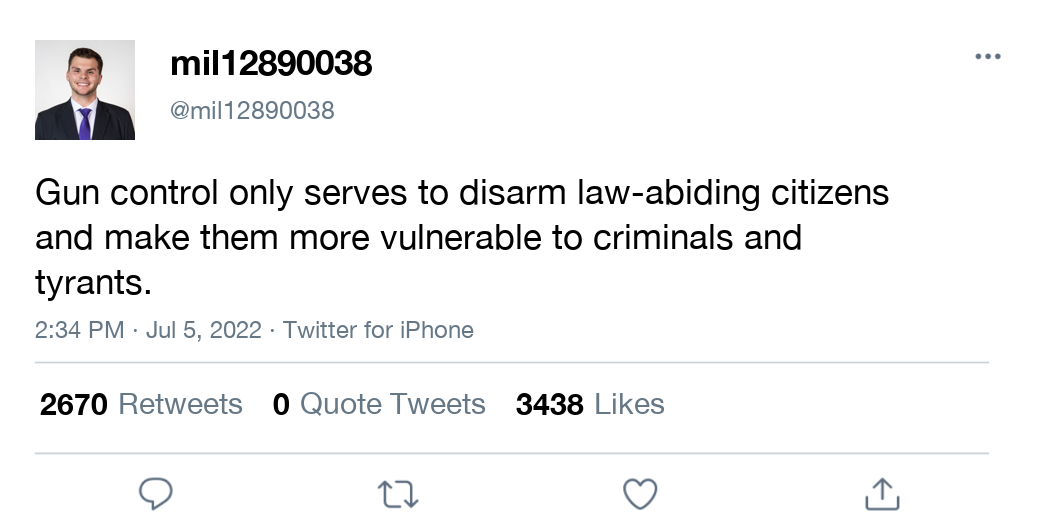 mil12890038
@mil12890038
Gun control only serves to disarm law-abiding citizens
and make them more vulnerable to criminals and
tyrants.
2:34 PM · Jul 5, 2022 · Twitter for iPhone
2670 Retweets 0 Quote Tweets 3438 Likes